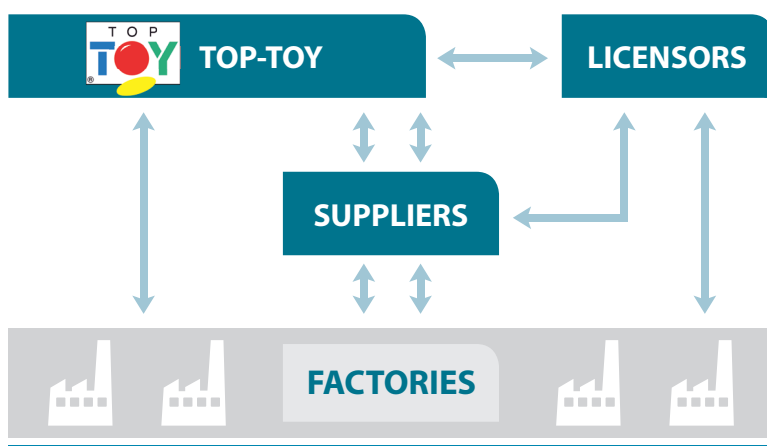 TOP
TOY
®
TOP-TOY
LICENSORS
SUPPLIERS
FACTORIES